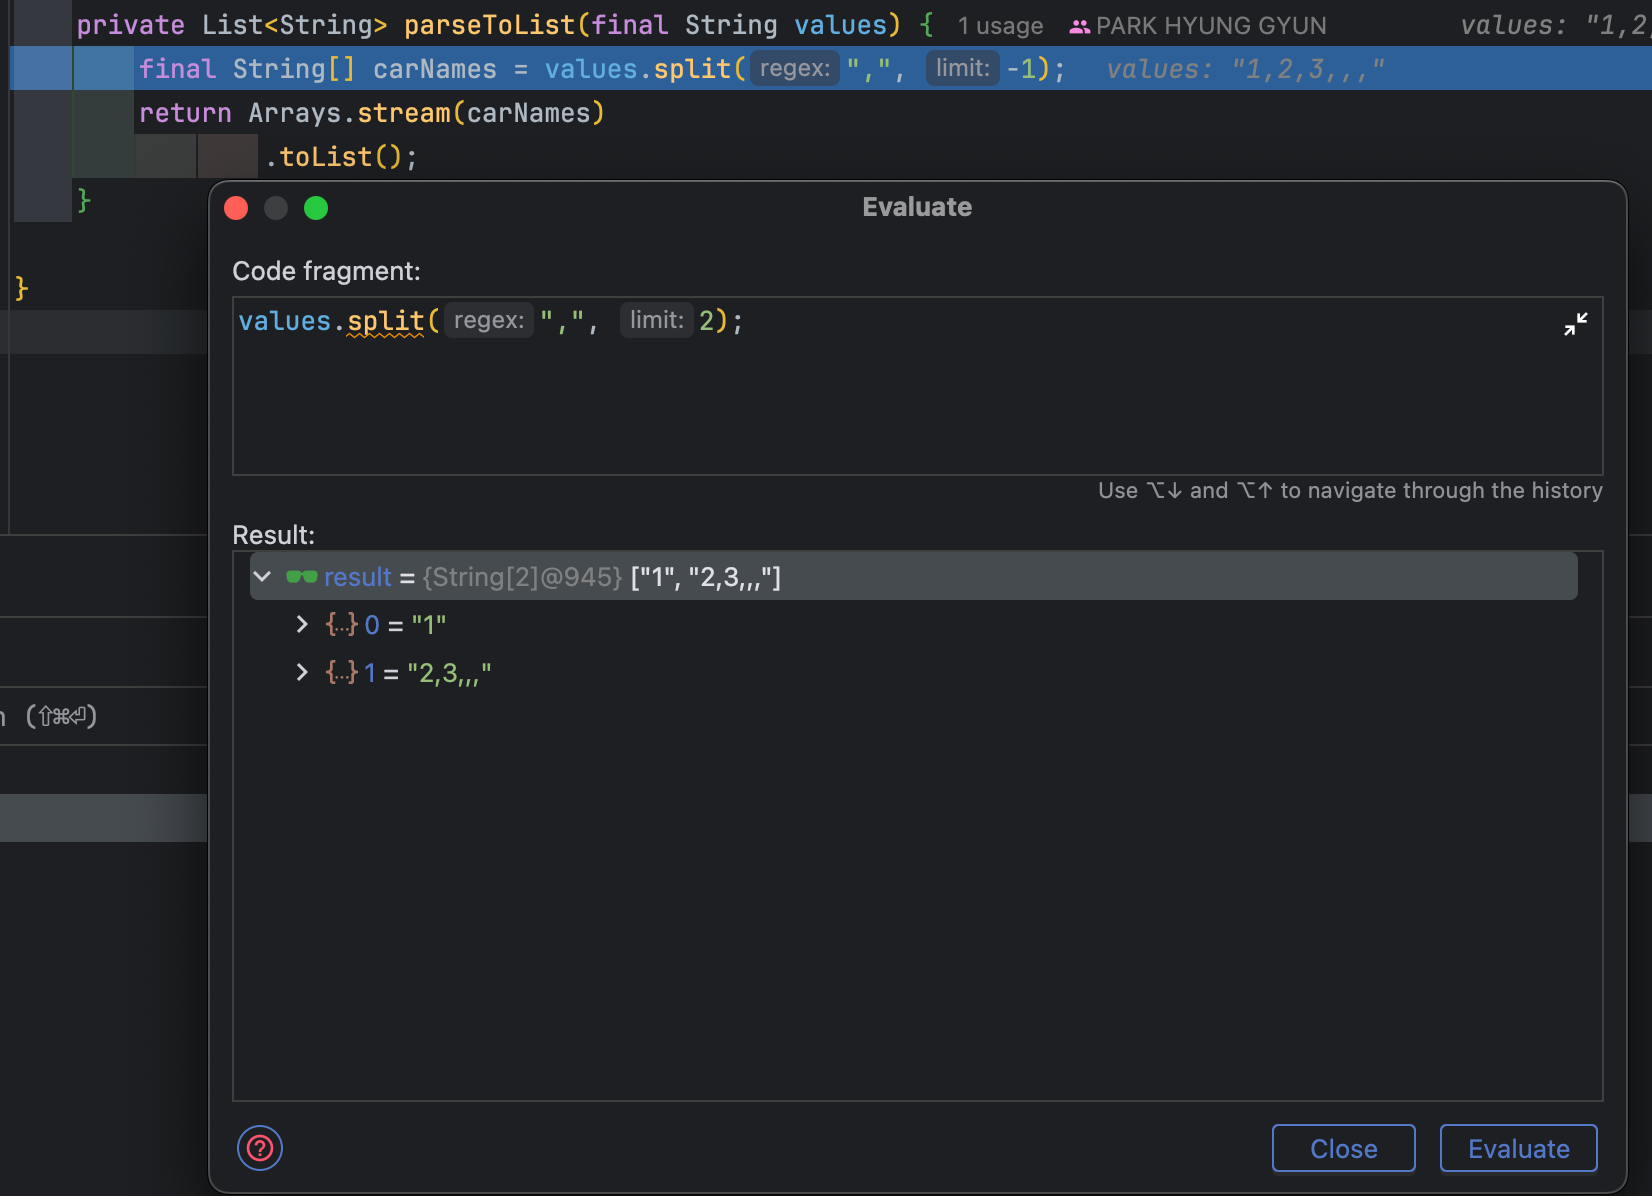 private List<String> parseToList(final String values) { 1 usage PARK HYUNG GYUN values: "1,2,
final String[] carNames = values.split( regex: ",", limit: -1); values: "1,2,3,,,"
return Arrays.stream(carNames)
.toList();
}
}
Evaluate
Code fragment:
values.split( regex: ",", limit: 2);
Use ⌥↓ and ⌥↑ to navigate through the history
Result:
result = {String[2]@945} ["1", "2,3,,,"]
{...} 0 = "1"
{...} 1 = "2,3,,,"
(⇧⌘⏎)
?
Close
Evaluate